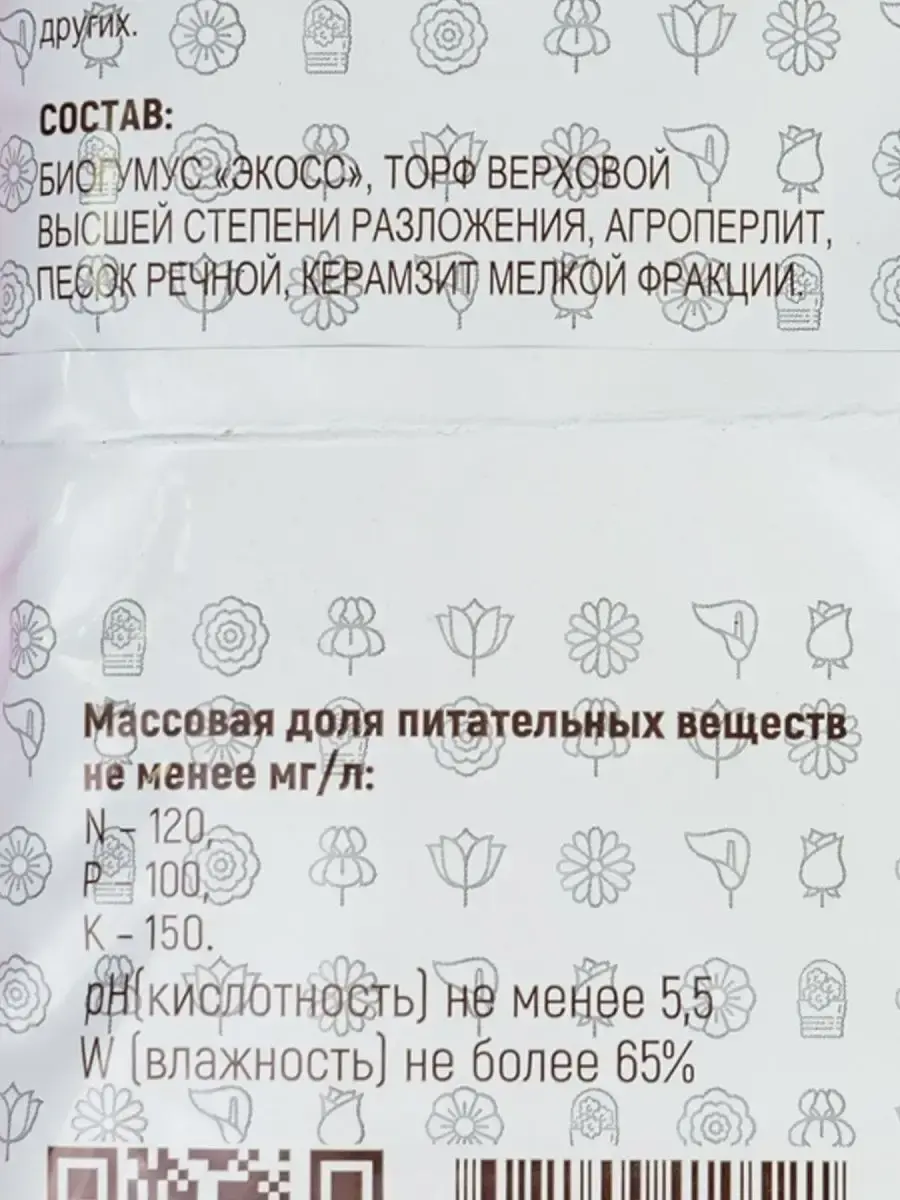 других.
СОСТАВ:
БИОГУМУС «ЭКОСС», ТОРФ ВЕРХОВОЙ
ВЫСШЕЙ СТЕПЕНИ РАЗЛОЖЕНИЯ, АГРОПЕРЛИТ,
ПЕСОК РЕЧНОЙ, КЕРАМЗИТ МЕЛКОЙ ФРАКЦИИ.
Массовая доля питательных веществ
не менее мг/л:
N – 120,
P – 100,
K – 150.
pH(кислотность) не менее 5,5
W (влажность) не более 65%